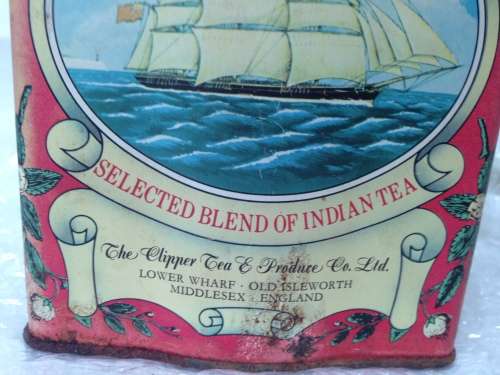 SELECTED BLEND OF INDIAN TEA
The Clipper Tea & Produce Co. Ltd.
LOWER WHARF · OLD ISLEWORTH
MIDDLESEX · ENGLAND